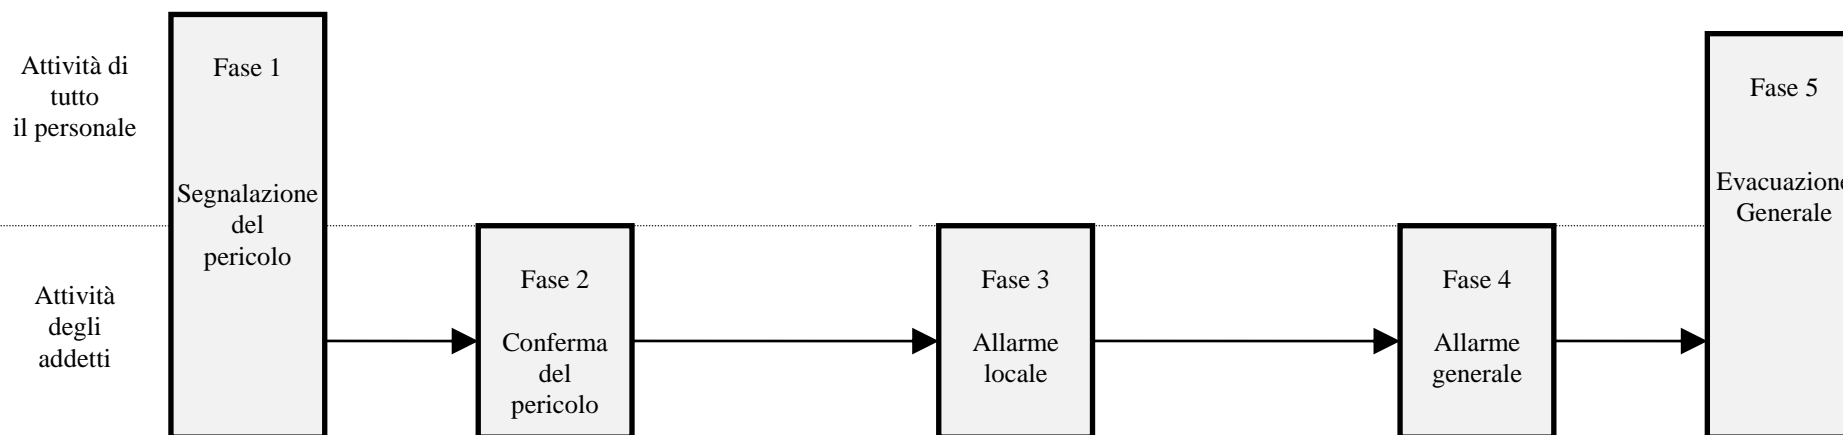 Attività di
tutto
il personale
Fase 1
Segnalazione
del
pericolo
Fase 5
Evacuazione
Generale
Attività
degli
addetti
Fase 2
Conferma
del
pericolo
Fase 3
Allarme
locale
Fase 4
Allarme
generale